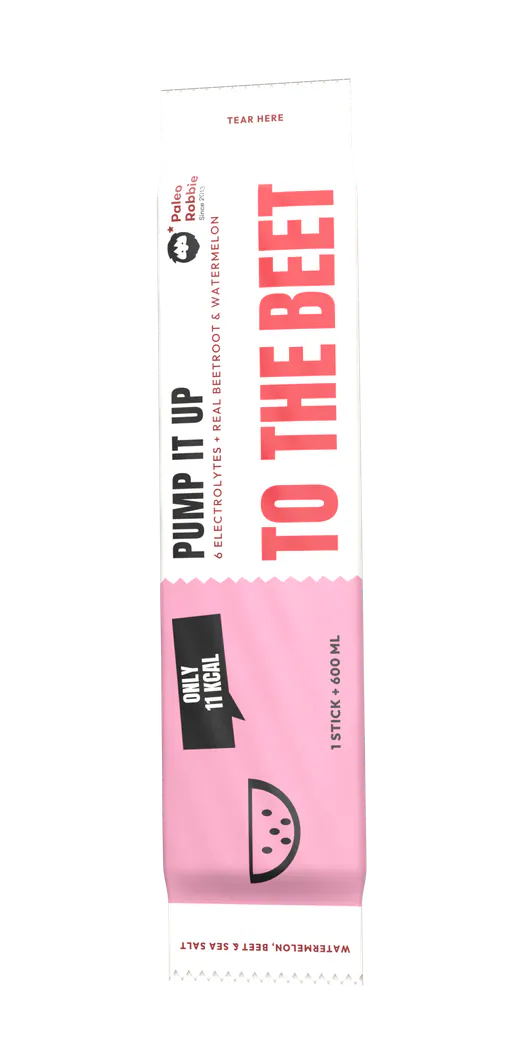 TEAR HERE
Paleo
Robbie
Since 2013
PUMP IT UP
6 ELECTROLYTES + REAL BEETROOT & WATERMELON
TO THE BEET
ONLY
11 KCAL
1 STICK + 600 ML
WATERMELON, BEET & SEA SALT